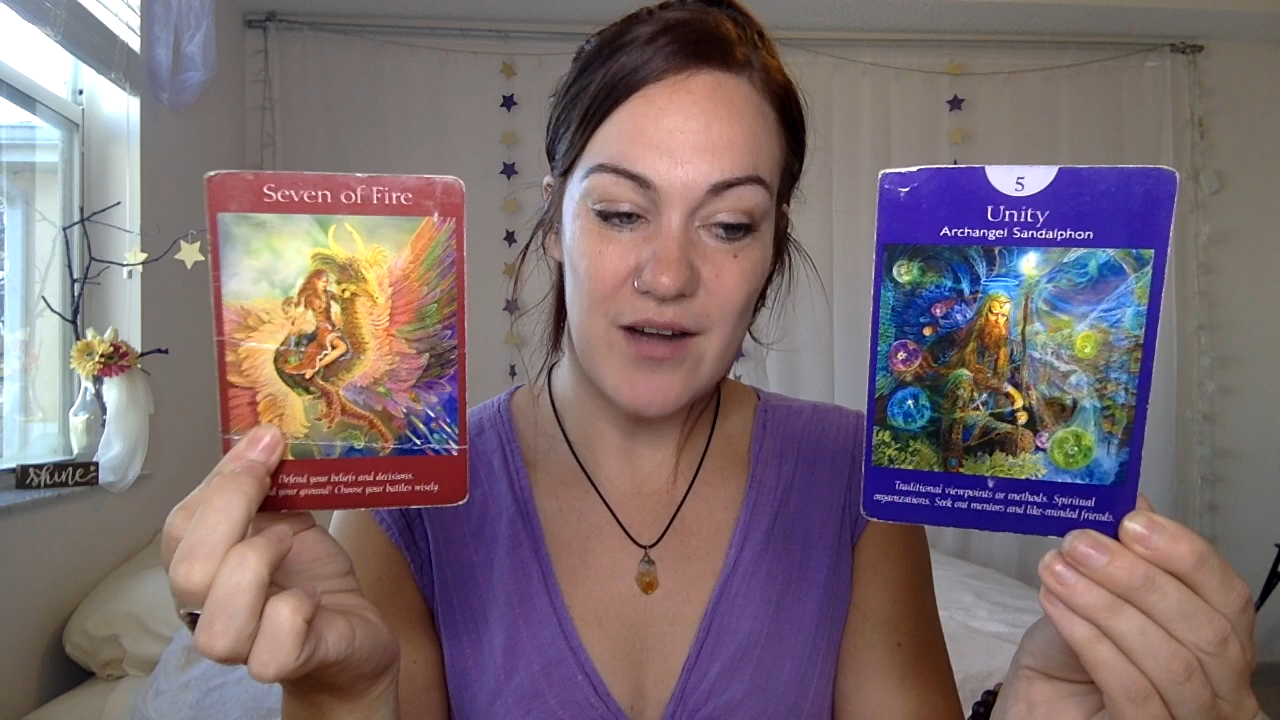 Seven of Fire
Defend your beliefs and decisions.
your ground! Choose your battles wisely.
5
Unity
Archangel Sandalphon
Traditional viewpoints or methods. Spiritual
organizations. Seek out mentors and like-minded friends.
shine